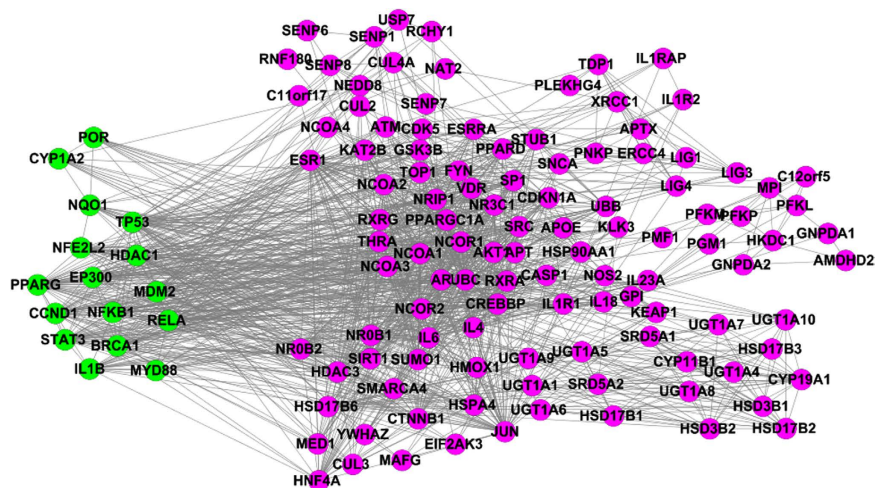 USP7
SENP6
SENP1
RCHY1
RNF180
SENP8
CUL4A
NAT2
TDP1
IL1RAP
PLEKHG4
NEDD8
C11orf17
CUL2
SENP7
XRCC1
IL1R2
POR
NCOA4
ATM
CDK5
ESRRA
STUB1
APTX
CYP1A2
ESR1
KAT2B
GSK3B
PPARD
SNCA
PNKP
ERCC4
LIG1
TOP1
FYN
SP1
LIG4
LIG3
C12orf5
MPI
NCOA2
VDR
NQO1
NRIP1
NR3C1
CDKN1A
UBB
PFKM
PFKP
PFKL
TP53
RXRG
PPARGC1A
SRC
APOE
KLK3
PMF1
PGM1
HKDC1
GNPDA1
NFE2L2
HDAC1
THRA
NCOA1
NCOR1
AKT1
APT
HSP90AA1
GNPDA2
AMDHD2
PPARG
EP300
NCOA3
ARUBC
RXRA
CASP1
NOS2
IL23A
MDM2
CCND1
NFKB1
RELA
NCOR2
CREBBP
IL1R1
IL18
GPI
KEAP1
STAT3
BRCA1
NR0B2
NR0B1
IL6
IL4
SRD5A1
UGT1A7
UGT1A10
IL1B
MYD88
HDAC3
SIRT1
SUMO1
HMOX1
UGT1A9
UGT1A5
CYP11B1
UGT1A4
HSD17B3
SMARCA4
UGT1A1
SRD5A2
UGT1A8
CYP19A1
HSD17B6
HSPA4
UGT1A6
HSD17B1
HSD3B1
CTNNB1
HSD3B2
HSD17B2
MED1
YWHAZ
EIF2AK3
JUN
HNF4A
CUL3
MAFG